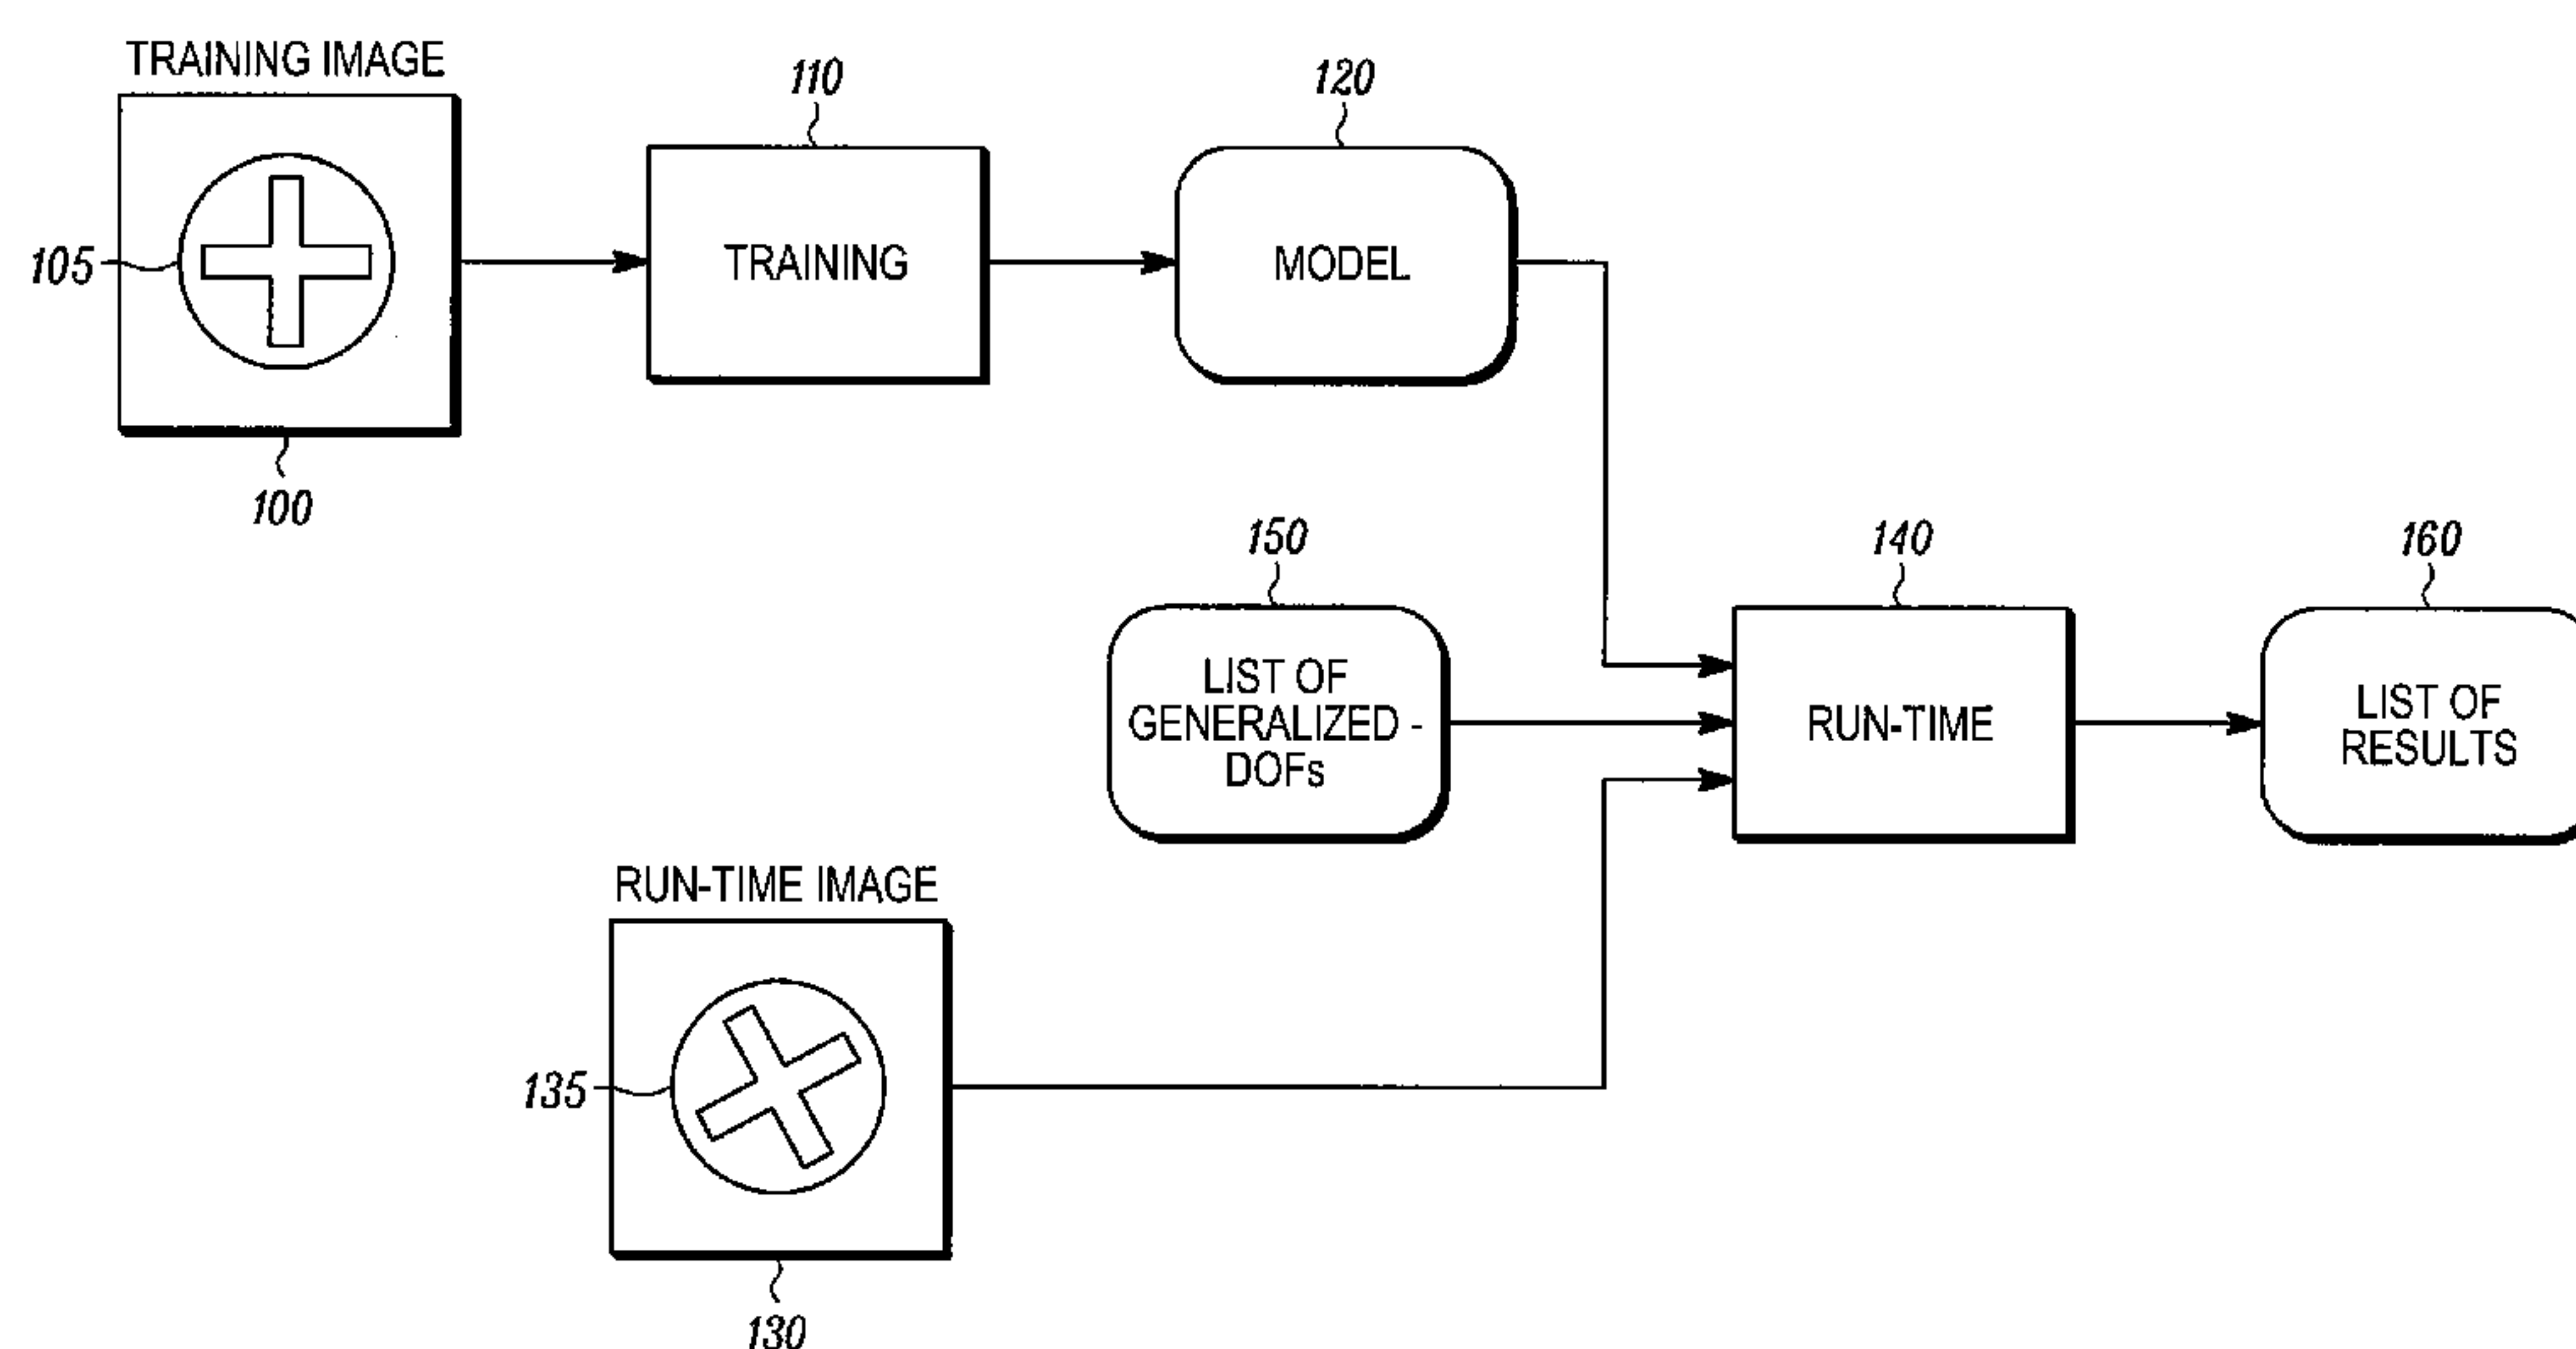 TRAINING IMAGE
105
100
110
TRAINING
120
MODEL
150
LIST OF
GENERALIZED -
DOFs
140
RUN-TIME
160
LIST OF
RESULTS
RUN-TIME IMAGE
135
130